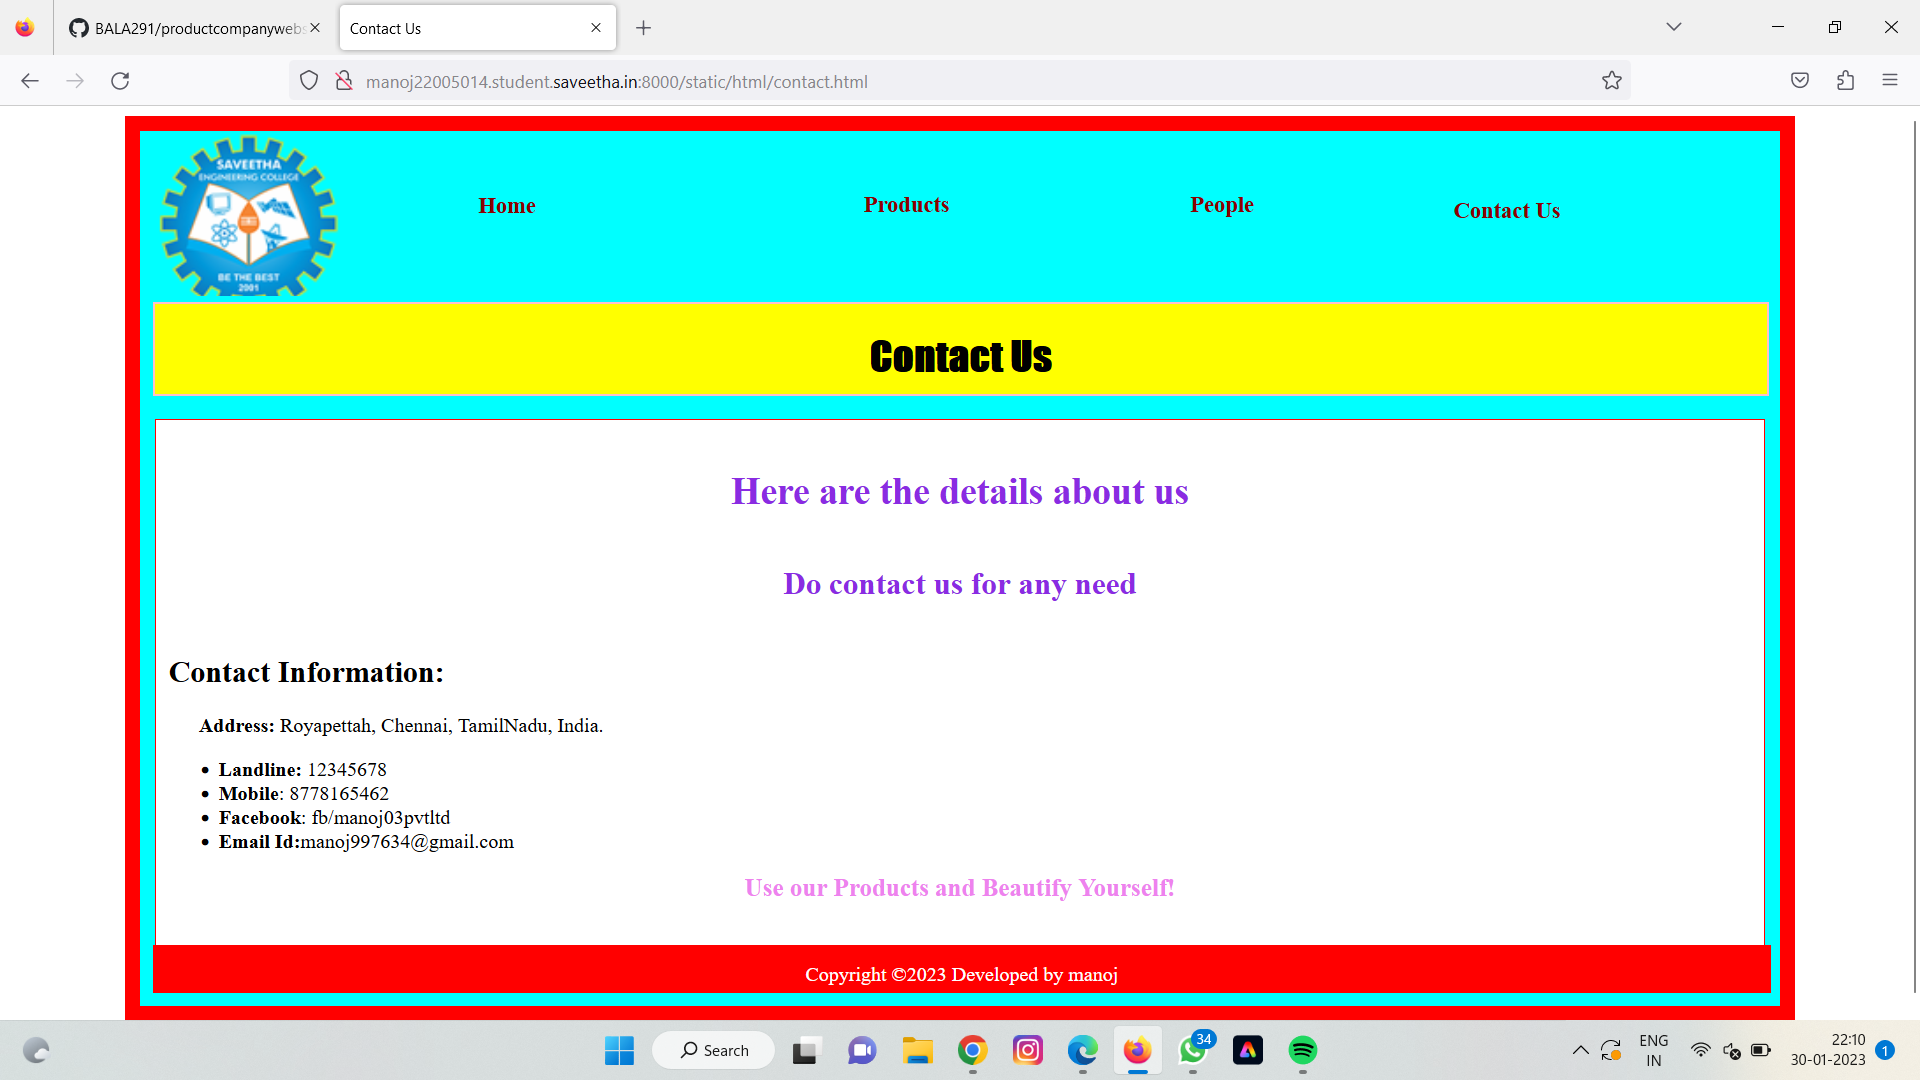 BALA291/productcompanywebs
Contact Us
manoj22005014.student.saveetha.in:8000/static/html/contact.html
SAVEETHA
ENGINEERING COLLEGE
BE THE BEST
2001
Home
Products
People
Contact Us
Contact Us
Here are the details about us
Do contact us for any need
Contact Information:
Address: Royapettah, Chennai, TamilNadu, India.
Landline: 12345678
Mobile: 8778165462
Facebook: fb/manoj03pvtltd
Email Id:manoj997634@gmail.com
Use our Products and Beautify Yourself!
Copyright ©2023 Developed by manoj
Search
34
ENG
IN
22:10
30-01-2023
1